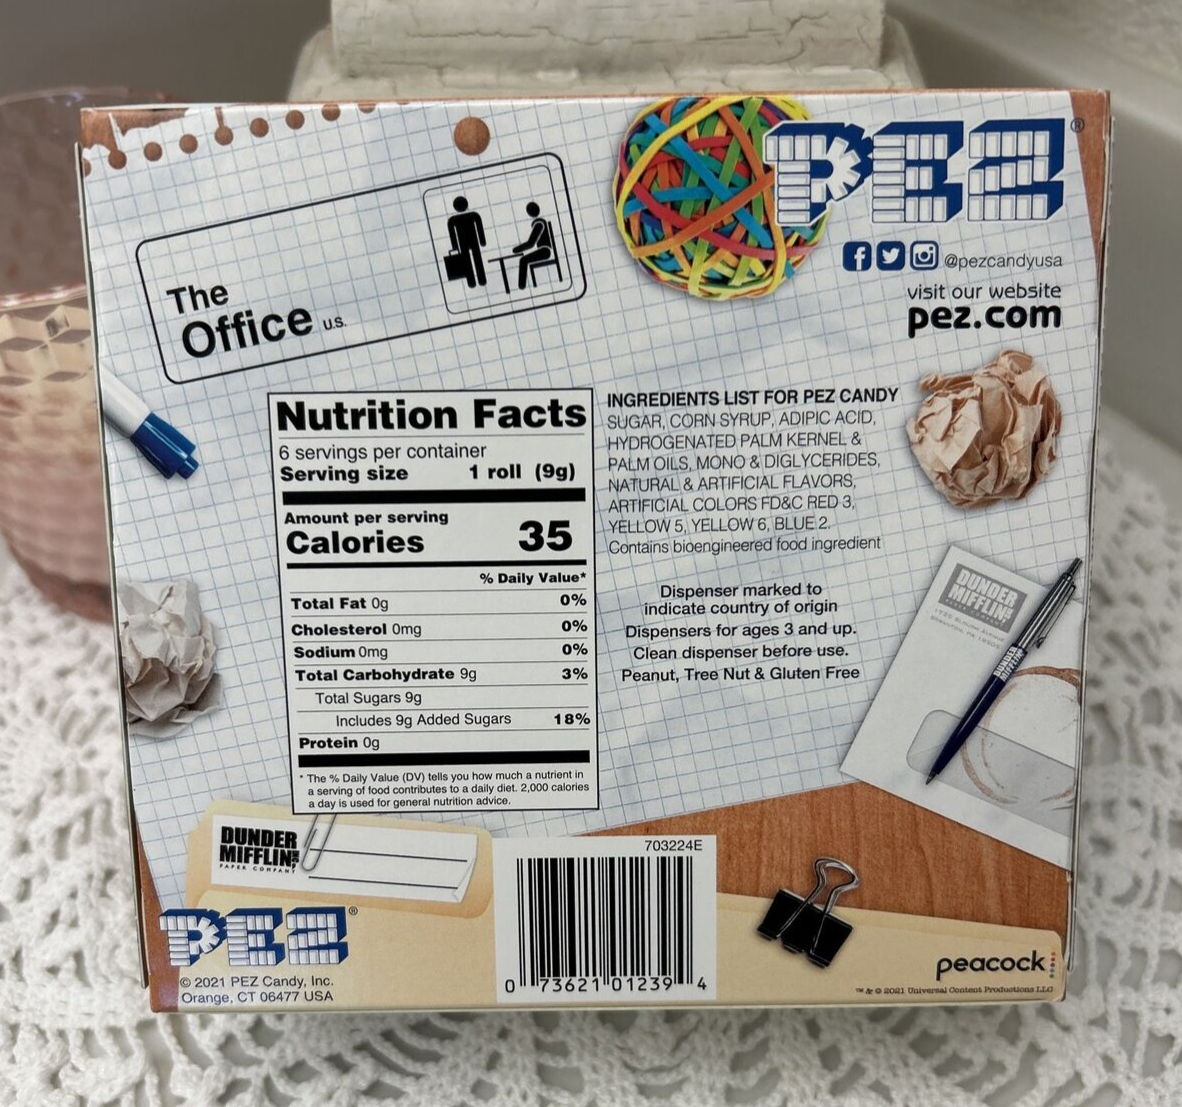 The
Office U.S.
PEZ®
@pezcandyusa
visit our website
pez.com
Nutrition Facts
6 servings per container
Serving size 1 roll (9g)
Amount per serving
Calories 35
% Daily Value*
Total Fat 0g 0%
Cholesterol 0mg 0%
Sodium 0mg 0%
Total Carbohydrate 9g 3%
Total Sugars 9g
Includes 9g Added Sugars 18%
Protein 0g
* The % Daily Value (DV) tells you how much a nutrient in
a serving of food contributes to a daily diet. 2,000 calories
a day is used for general nutrition advice.
INGREDIENTS LIST FOR PEZ CANDY
SUGAR, CORN SYRUP, ADIPIC ACID,
HYDROGENATED PALM KERNEL &
PALM OILS, MONO & DIGLYCERIDES,
NATURAL & ARTIFICIAL FLAVORS,
ARTIFICIAL COLORS FD&C RED 3,
YELLOW 5, YELLOW 6, BLUE 2.
Contains bioengineered food ingredient
Dispenser marked to
indicate country of origin
Dispensers for ages 3 and up.
Clean dispenser before use.
Peanut, Tree Nut & Gluten Free
DUNDER
MIFFLIN
DUNDER
MIFFLIN
DUNDER
MIFFLIN
PAPER COMPANY
PEZ®
© 2021 PEZ Candy, Inc.
Orange, CT 06477 USA
703224E
0 73621 01239 4
peacock
™ & © 2021 Universal Content Productions LLC